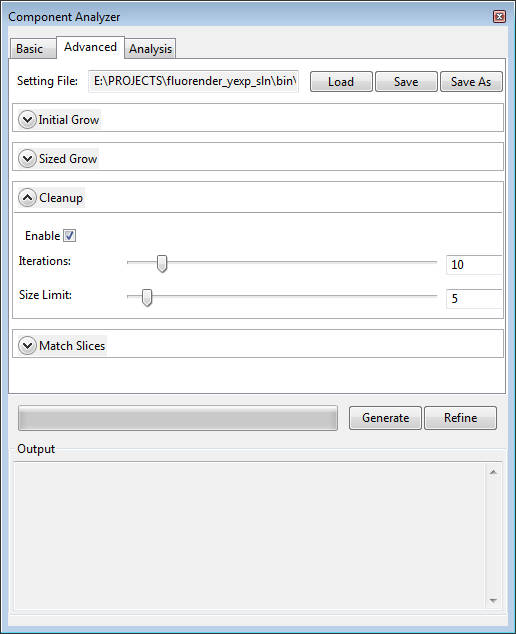 Component Analyzer
Basic Advanced Analysis
Setting File: E:\PROJECTS\fluorender_yexp_sln\bin\ Load Save Save As
Initial Grow
Sized Grow
Cleanup
Enable
Iterations: 10
Size Limit: 5
Match Slices
Generate Refine
Output